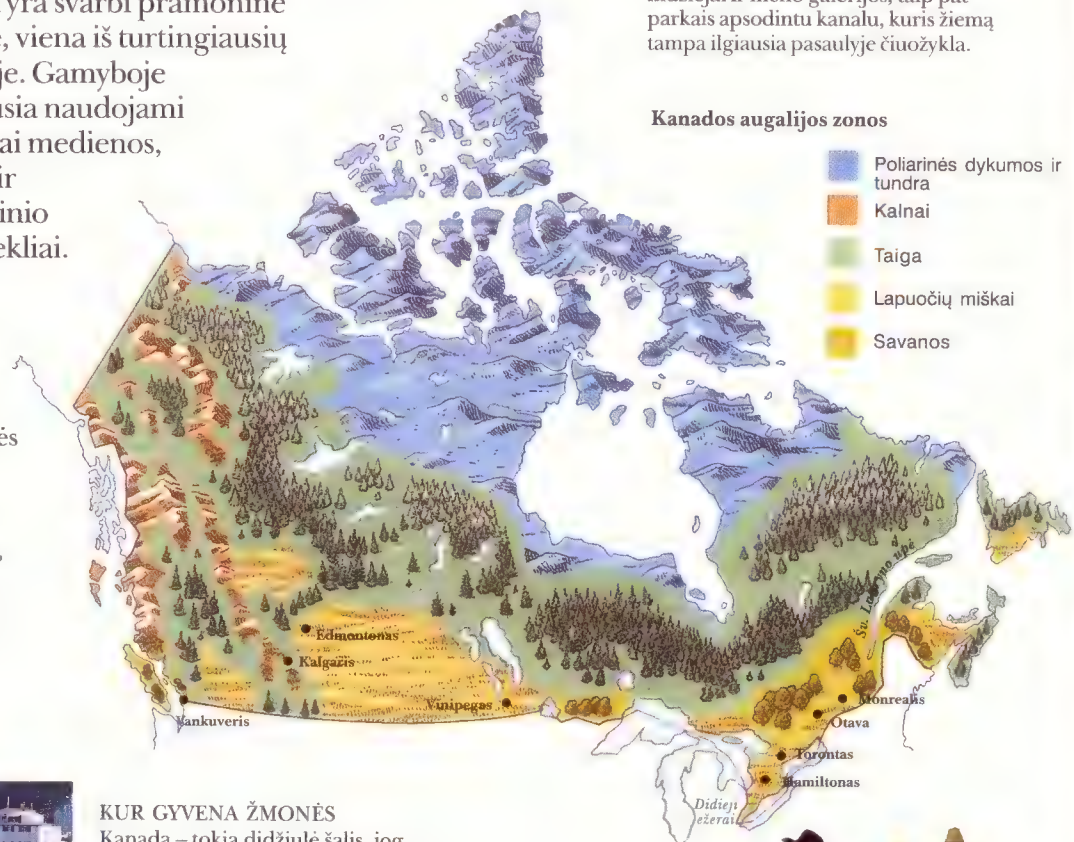 yra svarbi pramoninė
, viena iš turtingiausių
je. Gamyboje
usia naudojami
ai medienos,
ir
inio
ekliai.
ės
parkais apsodintu kanalu, kuris žiemą
tampa ilgiausia pasaulyje čiuožykla.
Kanados augalijos zonos
Poliarinės dykumos ir
tundra
Kalnai
Taiga
Lapuočių miškai
Savanos
Edmontonas
Kalgaris
Vinipegas
Vankuveris
Monrealis
Otava
Torontas
Hamiltonas
Didieji
ežerai
KUR GYVENA ŽMONĖS
Kanada – tokia didžiulė šalis, jog